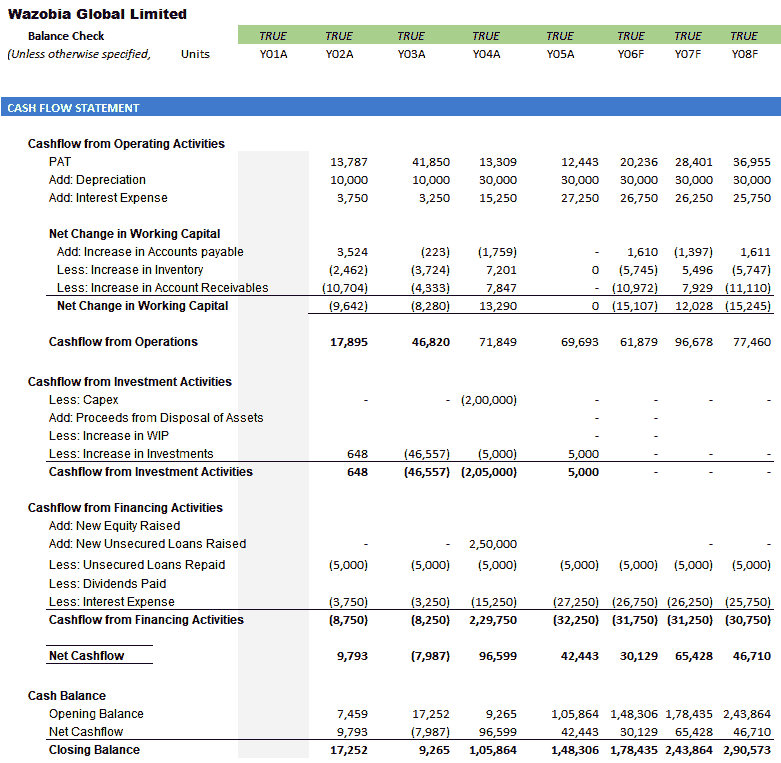 Wazobia Global Limited
Balance Check TRUE TRUE TRUE TRUE TRUE TRUE TRUE TRUE
(Unless otherwise specified, Units Y01A Y02A Y03A Y04A Y05A Y06F Y07F Y08F
CASH FLOW STATEMENT
Cashflow from Operating Activities
PAT 13,787 41,850 13,309 12,443 20,236 28,401 36,955
Add: Depreciation 10,000 10,000 30,000 30,000 30,000 30,000 30,000
Add: Interest Expense 3,750 3,250 15,250 27,250 26,750 26,250 25,750
Net Change in Working Capital
Add: Increase in Accounts payable 3,524 (223) (1,759) - 1,610 (1,397) 1,611
Less: Increase in Inventory (2,462) (3,724) 7,201 0 (5,745) 5,496 (5,747)
Less: Increase in Account Receivables (10,704) (4,333) 7,847 - (10,972) 7,929 (11,110)
Net Change in Working Capital (9,642) (8,280) 13,290 0 (15,107) 12,028 (15,245)
Cashflow from Operations 17,895 46,820 71,849 69,693 61,879 96,678 77,460
Cashflow from Investment Activities
Less: Capex - - (2,00,000) - - - -
Add: Proceeds from Disposal of Assets - -
Less: Increase in WIP - -
Less: Increase in Investments 648 (46,557) (5,000) 5,000 - - -
Cashflow from Investment Activities 648 (46,557) (2,05,000) 5,000 - - -
Cashflow from Financing Activities
Add: New Equity Raised
Add: New Unsecured Loans Raised - - 2,50,000 - -
Less: Unsecured Loans Repaid (5,000) (5,000) (5,000) (5,000) (5,000) (5,000) (5,000)
Less: Dividends Paid
Less: Interest Expense (3,750) (3,250) (15,250) (27,250) (26,750) (26,250) (25,750)
Cashflow from Financing Activities (8,750) (8,250) 2,29,750 (32,250) (31,750) (31,250) (30,750)
Net Cashflow 9,793 (7,987) 96,599 42,443 30,129 65,428 46,710
Cash Balance
Opening Balance 7,459 17,252 9,265 1,05,864 1,48,306 1,78,435 2,43,864
Net Cashflow 9,793 (7,987) 96,599 42,443 30,129 65,428 46,710
Closing Balance 17,252 9,265 1,05,864 1,48,306 1,78,435 2,43,864 2,90,573